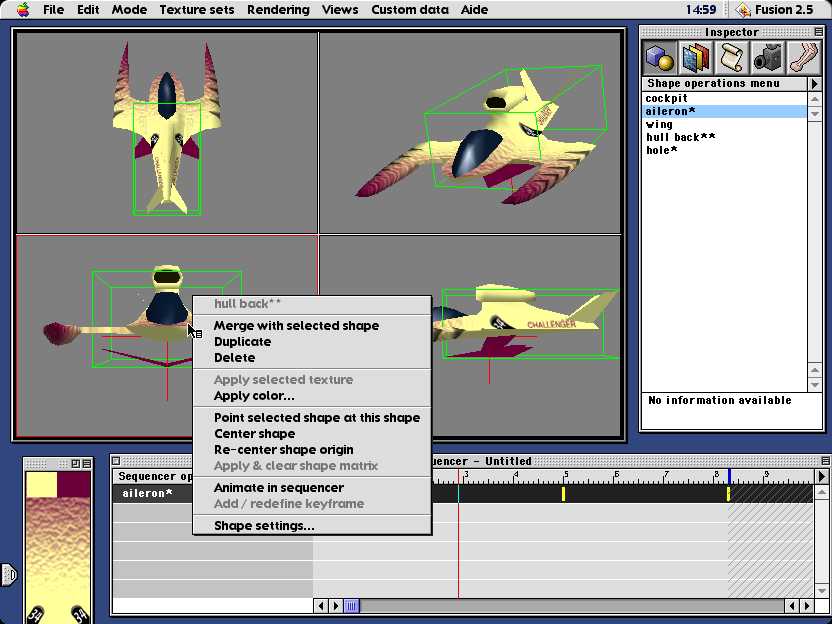 File Edit Mode Texture sets Rendering Views Custom data Aide 14:59 Fusion 2.5
Inspector
Shape operations menu
cockpit
aileron*
wing
hull back**
hole*
No information available
CHALLENGER
hull back**
Merge with selected shape
Duplicate
Delete
Apply selected texture
Apply color...
Point selected shape at this shape
Center shape
Re-center shape origin
Apply & clear shape matrix
Animate in sequencer
Add / redefine keyframe
Shape settings...
uencer - Untitled
Sequencer op
3 5 6 7 8 9
aileron*
34 34